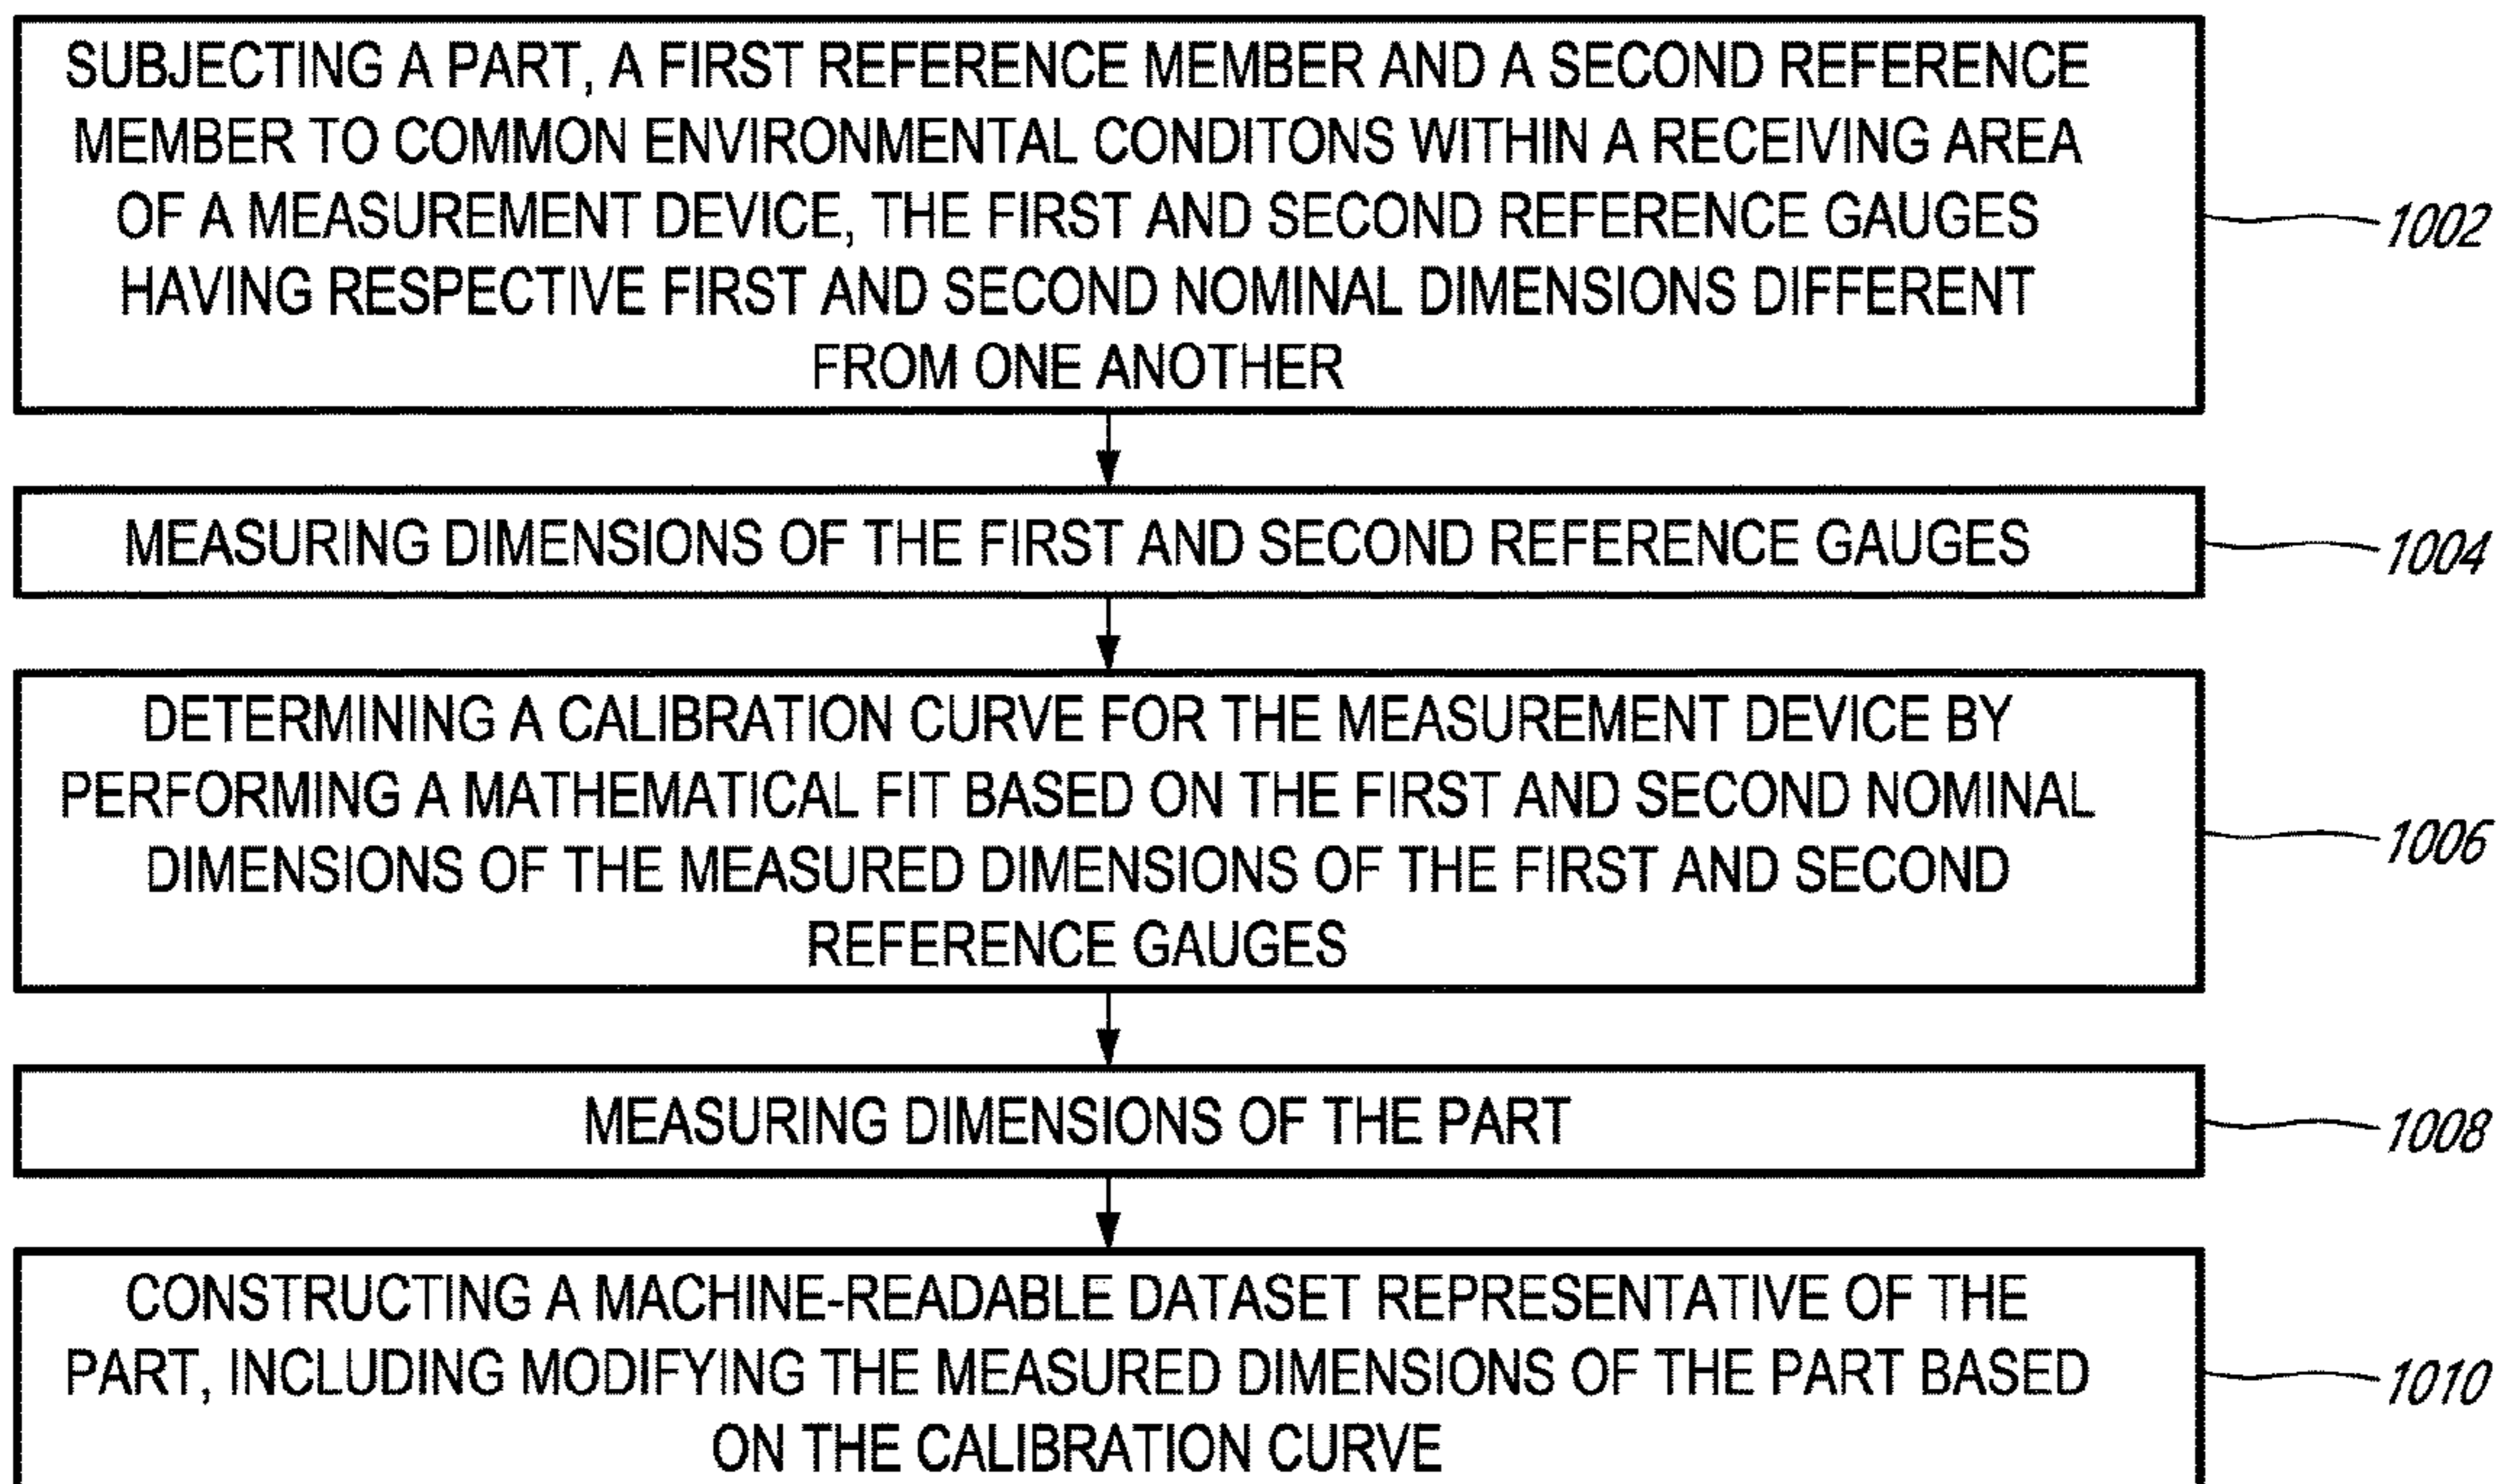 SUBJECTING A PART, A FIRST REFERENCE MEMBER AND A SECOND REFERENCE
MEMBER TO COMMON ENVIRONMENTAL CONDITONS WITHIN A RECEIVING AREA
OF A MEASUREMENT DEVICE, THE FIRST AND SECOND REFERENCE GAUGES
HAVING RESPECTIVE FIRST AND SECOND NOMINAL DIMENSIONS DIFFERENT
FROM ONE ANOTHER
1002
MEASURING DIMENSIONS OF THE FIRST AND SECOND REFERENCE GAUGES
1004
DETERMINING A CALIBRATION CURVE FOR THE MEASUREMENT DEVICE BY
PERFORMING A MATHEMATICAL FIT BASED ON THE FIRST AND SECOND NOMINAL
DIMENSIONS OF THE MEASURED DIMENSIONS OF THE FIRST AND SECOND
REFERENCE GAUGES
1006
MEASURING DIMENSIONS OF THE PART
1008
CONSTRUCTING A MACHINE-READABLE DATASET REPRESENTATIVE OF THE
PART, INCLUDING MODIFYING THE MEASURED DIMENSIONS OF THE PART BASED
ON THE CALIBRATION CURVE
1010